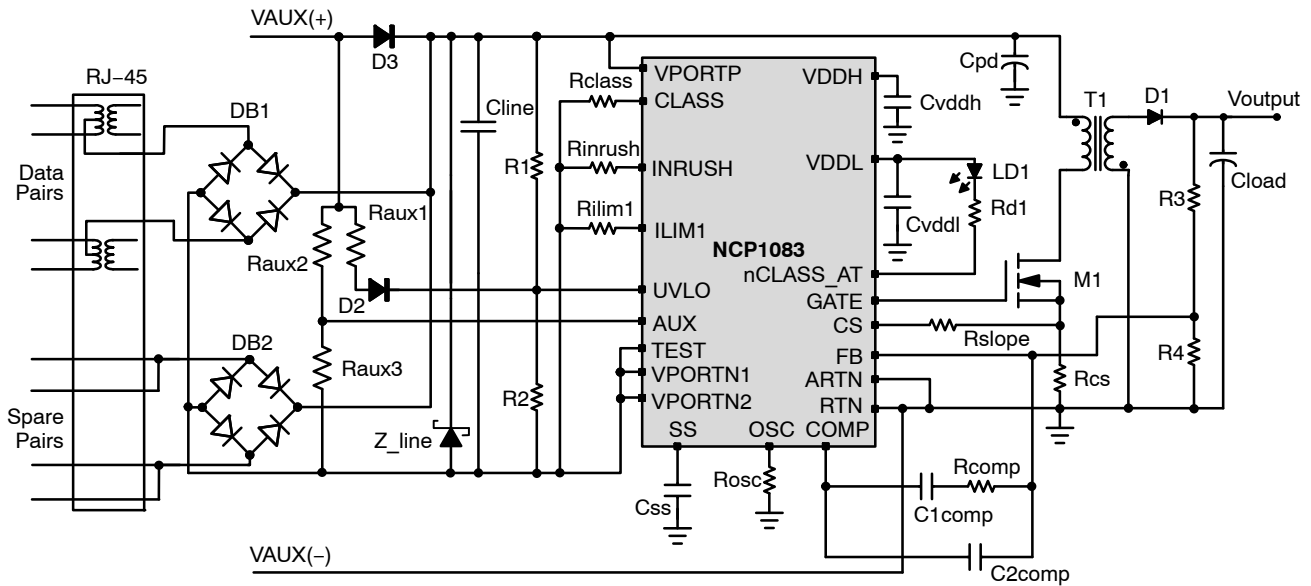 VAUX(+)
D3
RJ−45
DB1
Data
Pairs
Raux1
Raux2
D2
DB2
Raux3
Spare
Pairs
Z_line
Cline
R1
R2
Rclass
Rinrush
Rilim1
VPORTP
CLASS
INRUSH
ILIM1
NCP1083
UVLO
AUX
TEST
VPORTN1
VPORTN2
SS
OSC
COMP
VDDH
VDDL
nCLASS_AT
GATE
CS
FB
ARTN
RTN
Cpd
Cvddh
LD1
Cvddl
Rd1
T1
D1
Voutput
Cload
R3
M1
Rslope
R4
Rcs
Css
Rosc
Rcomp
C1comp
C2comp
VAUX(−)